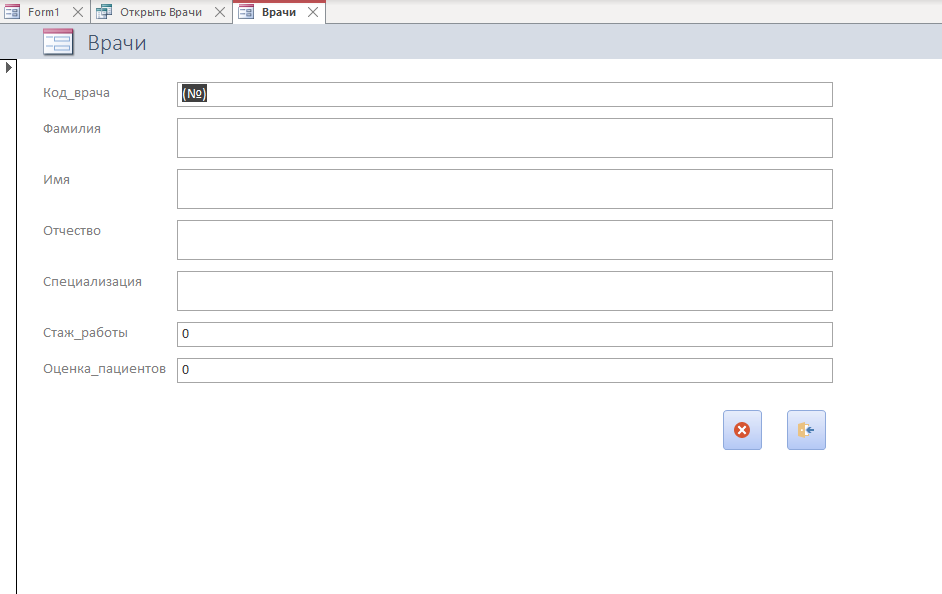 Form1 Открыть Врачи Врачи
Врачи
Код_врача (№)
Фамилия
Имя
Отчество
Специализация
Стаж_работы 0
Оценка_пациентов 0